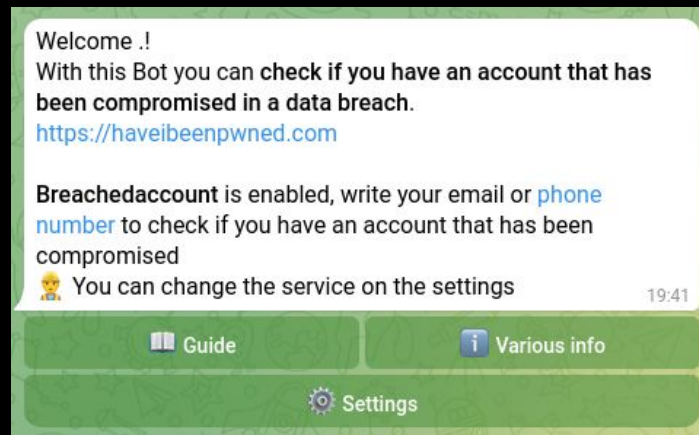 Welcome .!
With this Bot you can check if you have an account that has
been compromised in a data breach.
https://haveibeenpwned.com
Breachedaccount is enabled, write your email or phone
number to check if you have an account that has been
compromised
👷 You can change the service on the settings
19:41
📖 Guide
ℹ️ Various info
⚙️ Settings